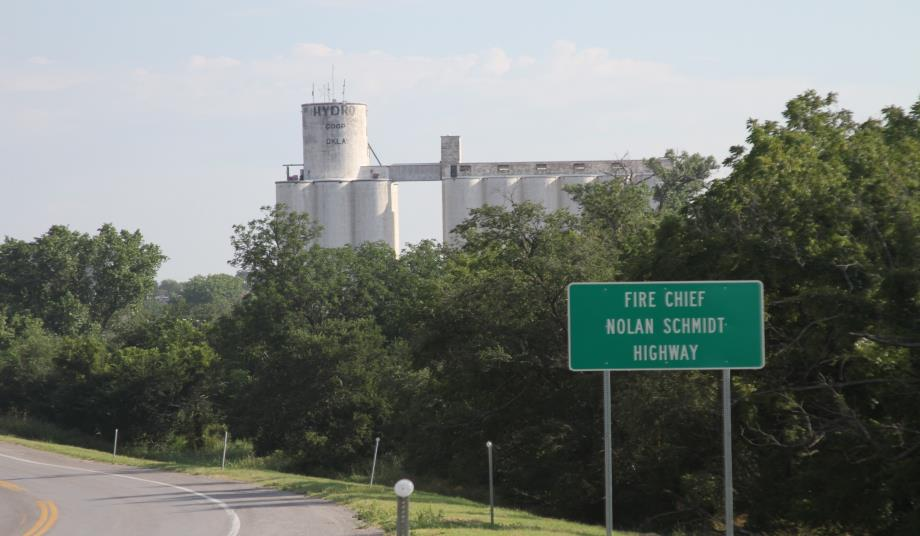 HYDRO
COOP
OKLA
FIRE CHIEF
NOLAN SCHMIDT
HIGHWAY